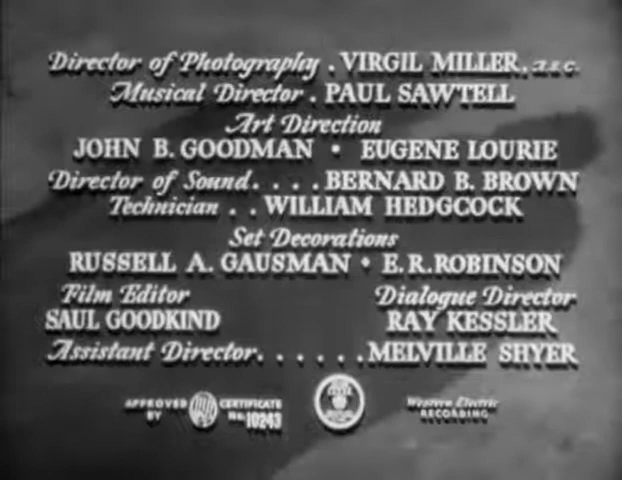 Director of Photography . VIRGIL MILLER, A.S.C.
Musical Director . PAUL SAWTELL
Art Direction
JOHN B. GOODMAN • EUGENE LOURIE
Director of Sound. . . . BERNARD B. BROWN
Technician . . WILLIAM HEDGCOCK
Set Decorations
RUSSELL A. GAUSMAN • E. R. ROBINSON
Film Editor
SAUL GOODKIND
Dialogue Director
RAY KESSLER
Assistant Director. . . . . . MELVILLE SHYER
APPROVED BY
CERTIFICATE No. 10243
Western Electric
RECORDING